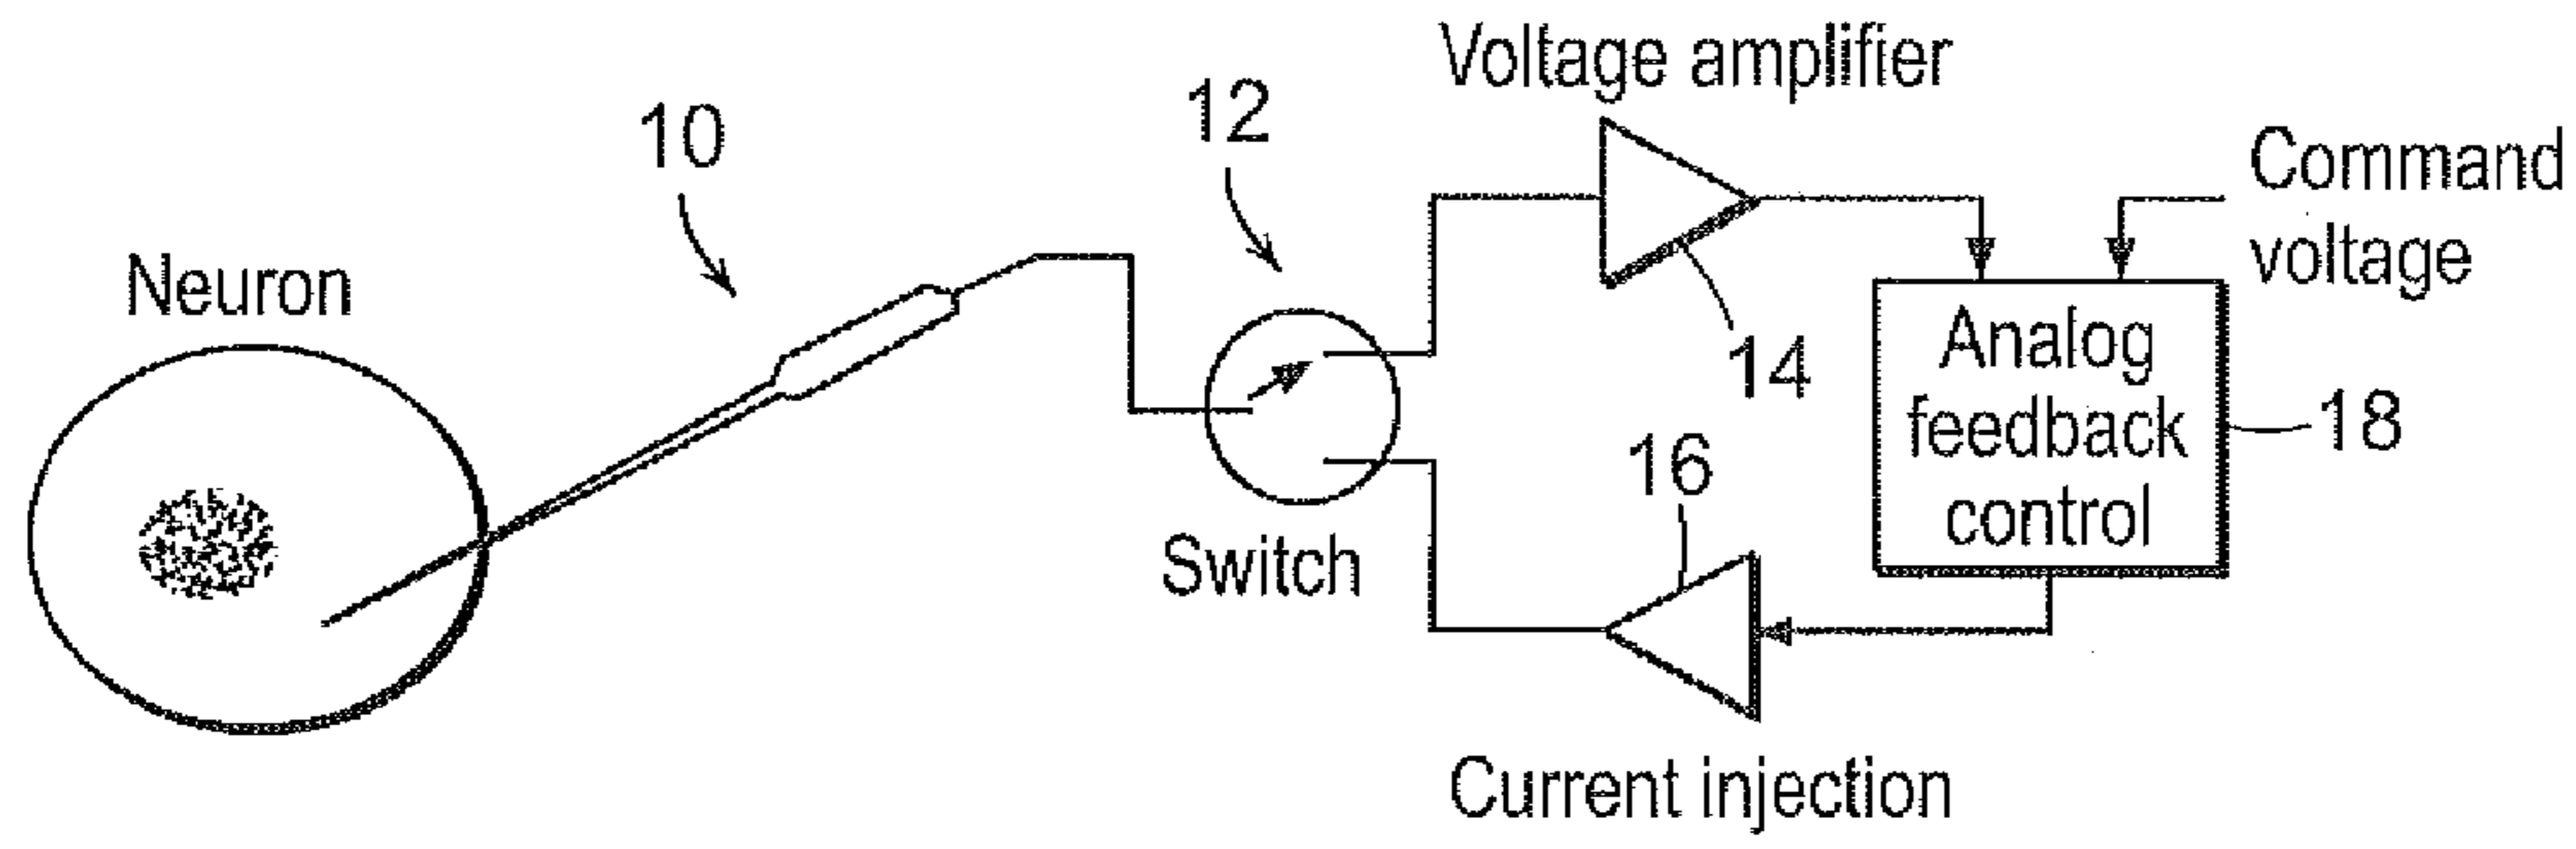 Voltage amplifier
10
12
Command
voltage
Neuron
Analog
feedback
control
14
18
16
Switch
Current injection